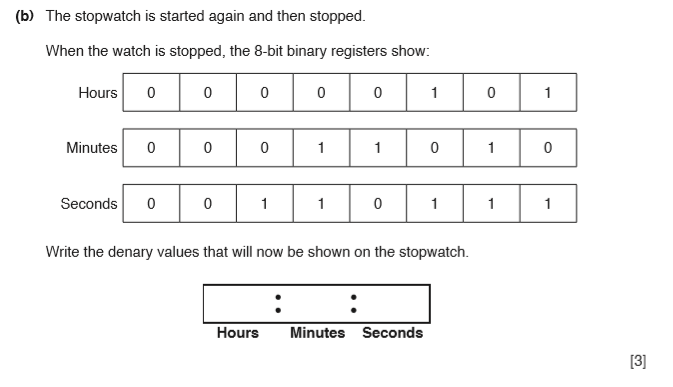 (b) The stopwatch is started again and then stopped.
When the watch is stopped, the 8-bit binary registers show:
Hours 0 0 0 0 0 1 0 1
Minutes 0 0 0 1 1 0 1 0
Seconds 0 0 1 1 0 1 1 1
Write the denary values that will now be shown on the stopwatch.
: :
Hours Minutes Seconds
[3]